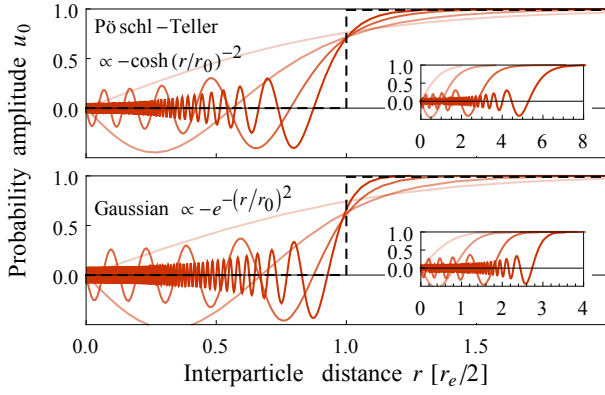 Probability amplitude u₀
1.0
0.5
0.0
Pöschl−Teller
∝ −cosh(r/r₀)⁻²
1.0
0.5
0.0
0 2 4 6 8
1.0
0.5
0.0
Gaussian ∝ −e^−(r/r₀)²
1.0
0.5
0.0
0 1 2 3 4
0.0 0.5 1.0 1.5
Interparticle distance r [rₑ/2]